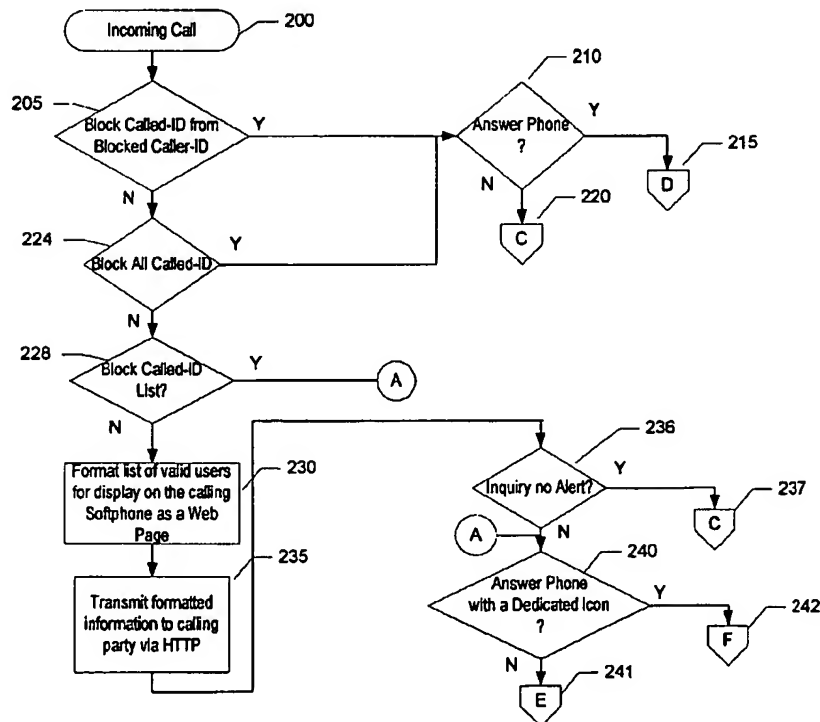 Incoming Call
200
205
Block Called-ID from
Blocked Caller-ID
Y
N
210
Answer Phone
?
Y
N
D
215
C
220
224
Block All Called-ID
Y
N
228
Block Called-ID
List?
Y
N
A
Format list of valid users
for display on the calling
Softphone as a Web
Page
230
Transmit formatted
information to calling
party via HTTP
235
236
Inquiry no Alert?
Y
N
C
237
A
240
Answer Phone
with a Dedicated Icon
?
Y
N
F
242
E
241